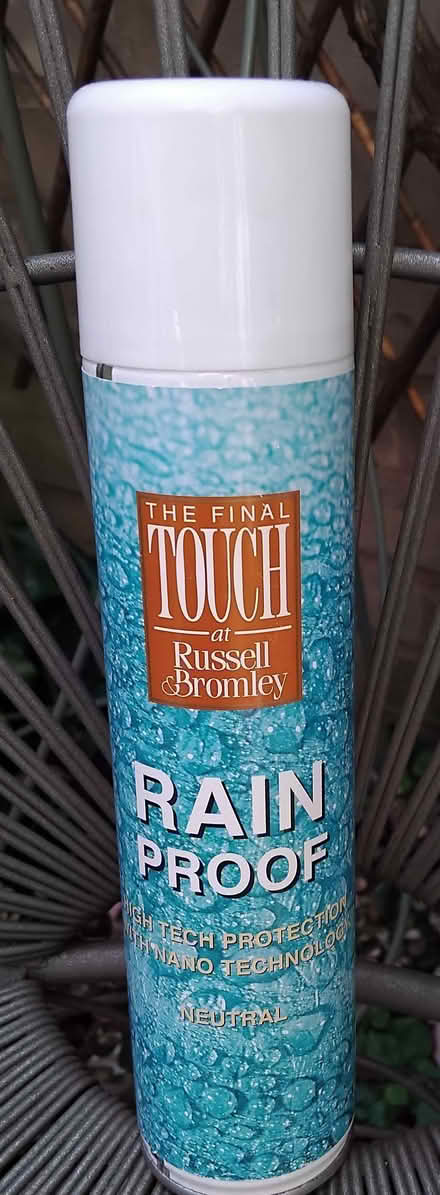 THE FINAL
TOUCH
at
Russell
& Bromley
RAIN
PROOF
HIGH TECH PROTECTION
WITH NANO TECHNOLOGY
NEUTRAL